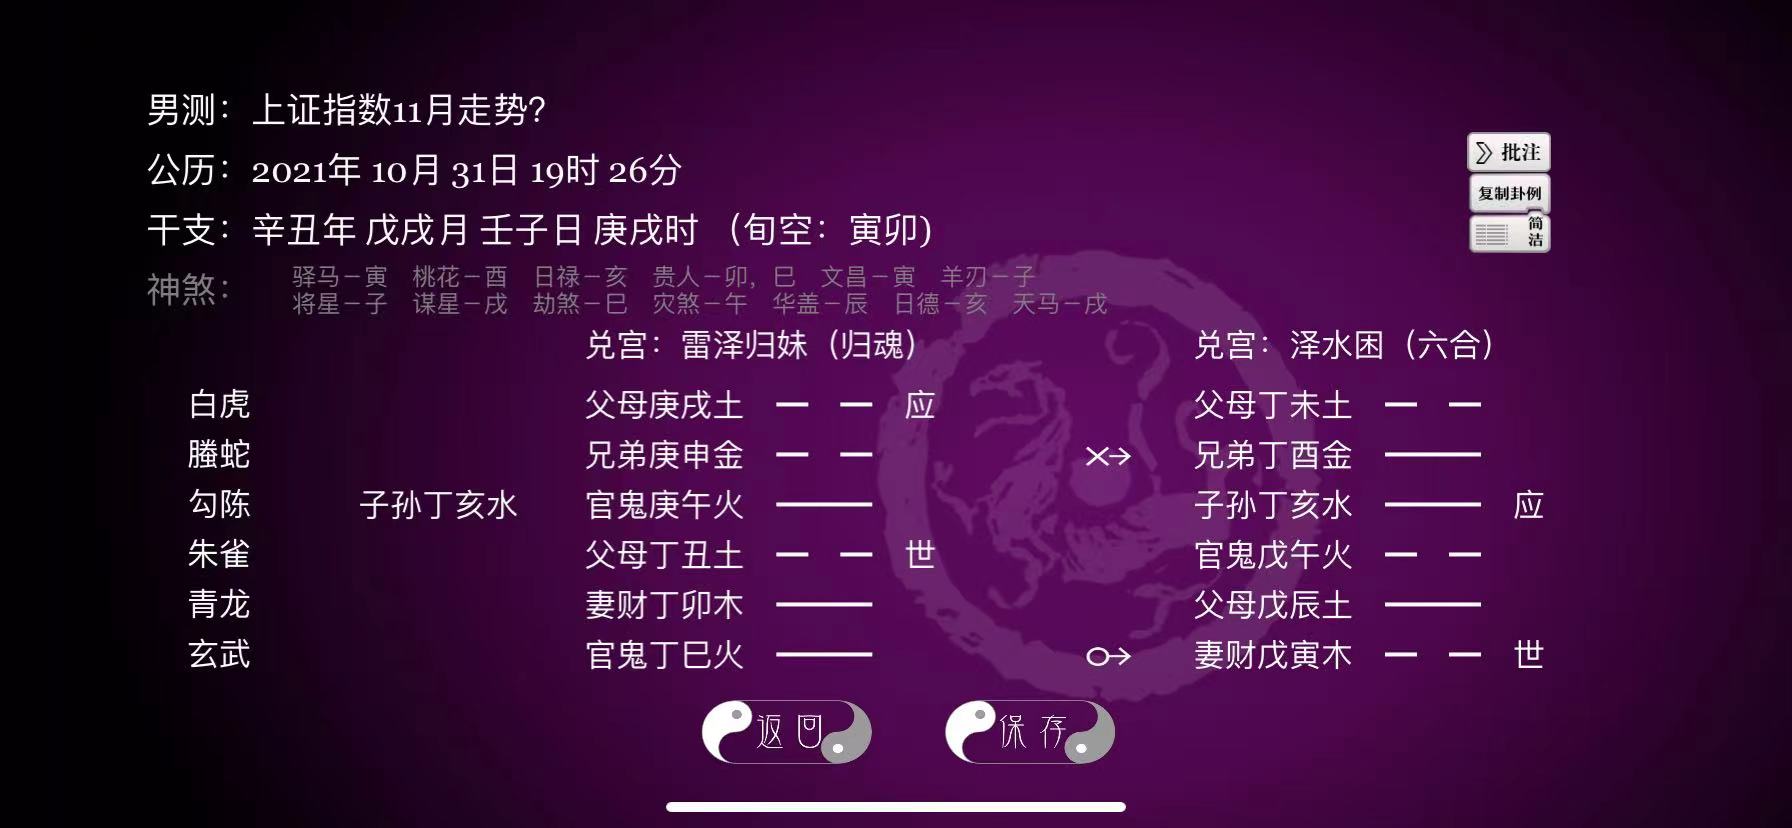 男测：上证指数11月走势？
公历：2021年 10月 31日 19时 26分
干支：辛丑年 戊戌月 壬子日 庚戌时 （旬空：寅卯）
神煞：
驿马－寅 桃花－酉 日禄－亥 贵人－卯，巳 文昌－寅 羊刃－子
将星－子 谋星－戌 劫煞－巳 灾煞－午 华盖－辰 日德－亥 天马－戌
批注
复制卦例
简洁
兑宫：雷泽归妹（归魂） 兑宫：泽水困（六合）
白虎 父母庚戌土 应 父母丁未土
螣蛇 兄弟庚申金 ×→ 兄弟丁酉金
勾陈 子孙丁亥水 官鬼庚午火 子孙丁亥水 应
朱雀 父母丁丑土 世 官鬼戊午火
青龙 妻财丁卯木 父母戊辰土
玄武 官鬼丁巳火 ○→ 妻财戊寅木 世
返回 保存